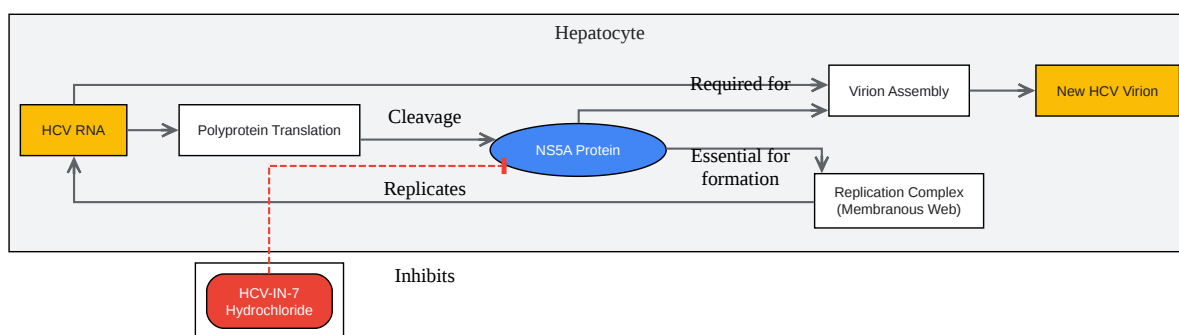 Hepatocyte
Required for
Virion Assembly
New HCV Virion
HCV RNA
Polyprotein Translation
Cleavage
NS5A Protein
Essential for
formation
Replicates
Replication Complex
(Membranous Web)
Inhibits
HCV-IN-7
Hydrochloride